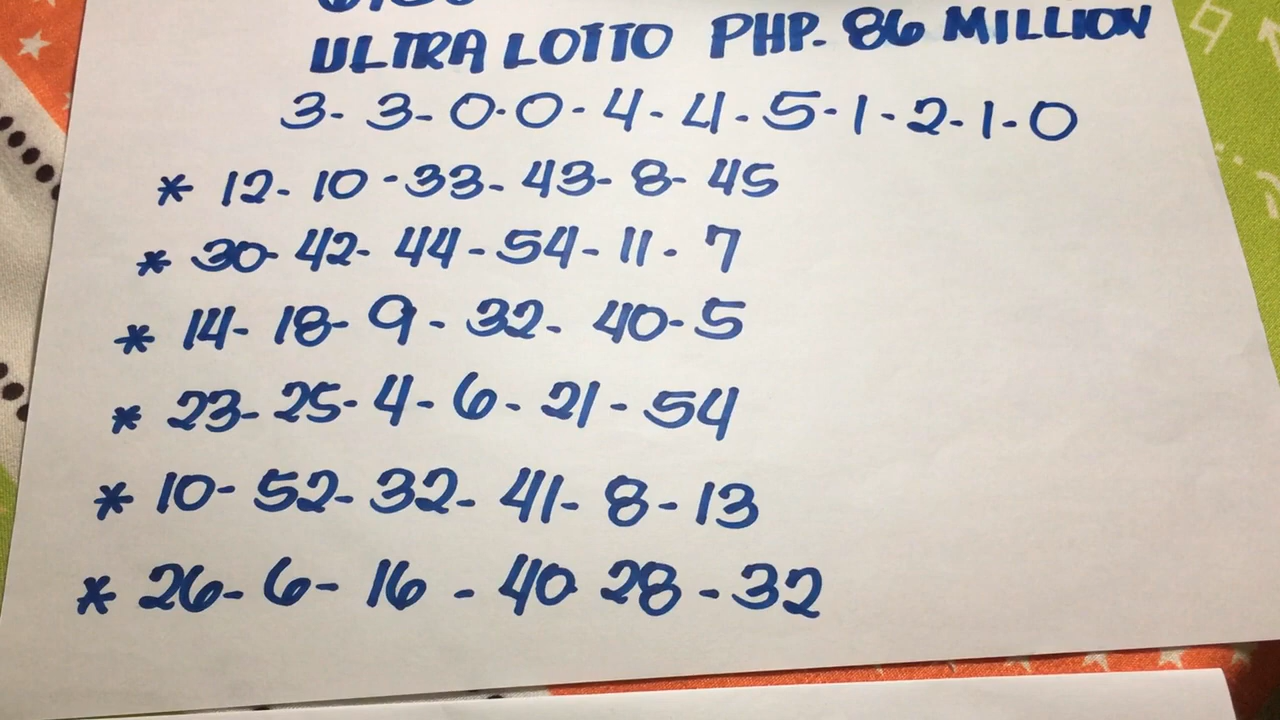 ULTRA LOTTO PHP. 86 MILLION
3- 3- 0-0- 4- 4- 5- 1- 2- 1- 0
* 12- 10 -33- 43- 8- 45
* 30- 42- 44- 54- 11- 7
* 14- 18- 9- 32- 40- 5
* 23- 25- 4- 6- 21- 54
* 10- 52- 32- 41- 8- 13
* 26- 6- 16 - 40 28 - 32